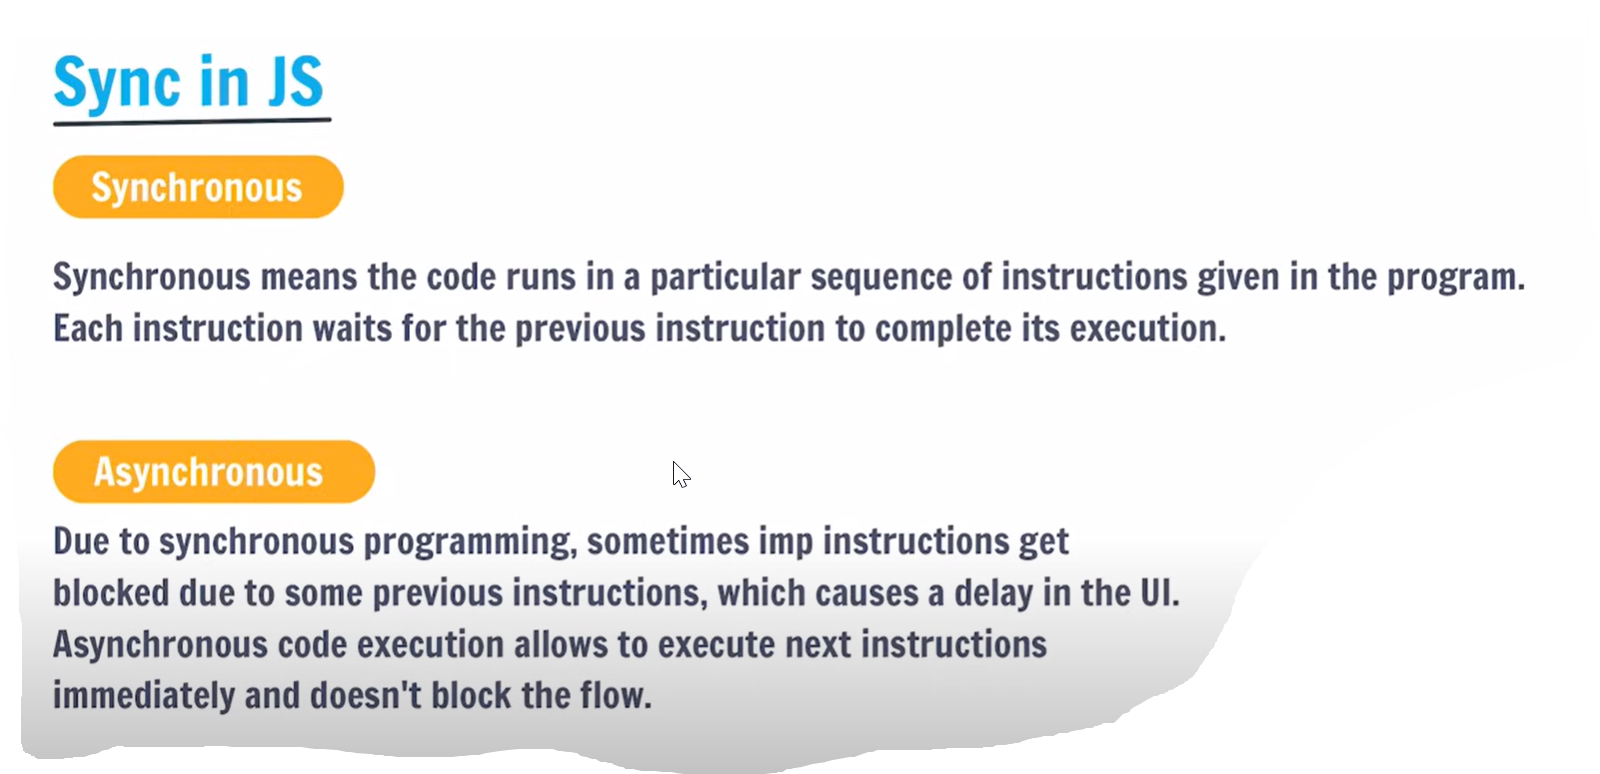 Sync in JS
Synchronous
Synchronous means the code runs in a particular sequence of instructions given in the program.
Each instruction waits for the previous instruction to complete its execution.
Asynchronous
Due to synchronous programming, sometimes imp instructions get
blocked due to some previous instructions, which causes a delay in the UI.
Asynchronous code execution allows to execute next instructions
immediately and doesn't block the flow.